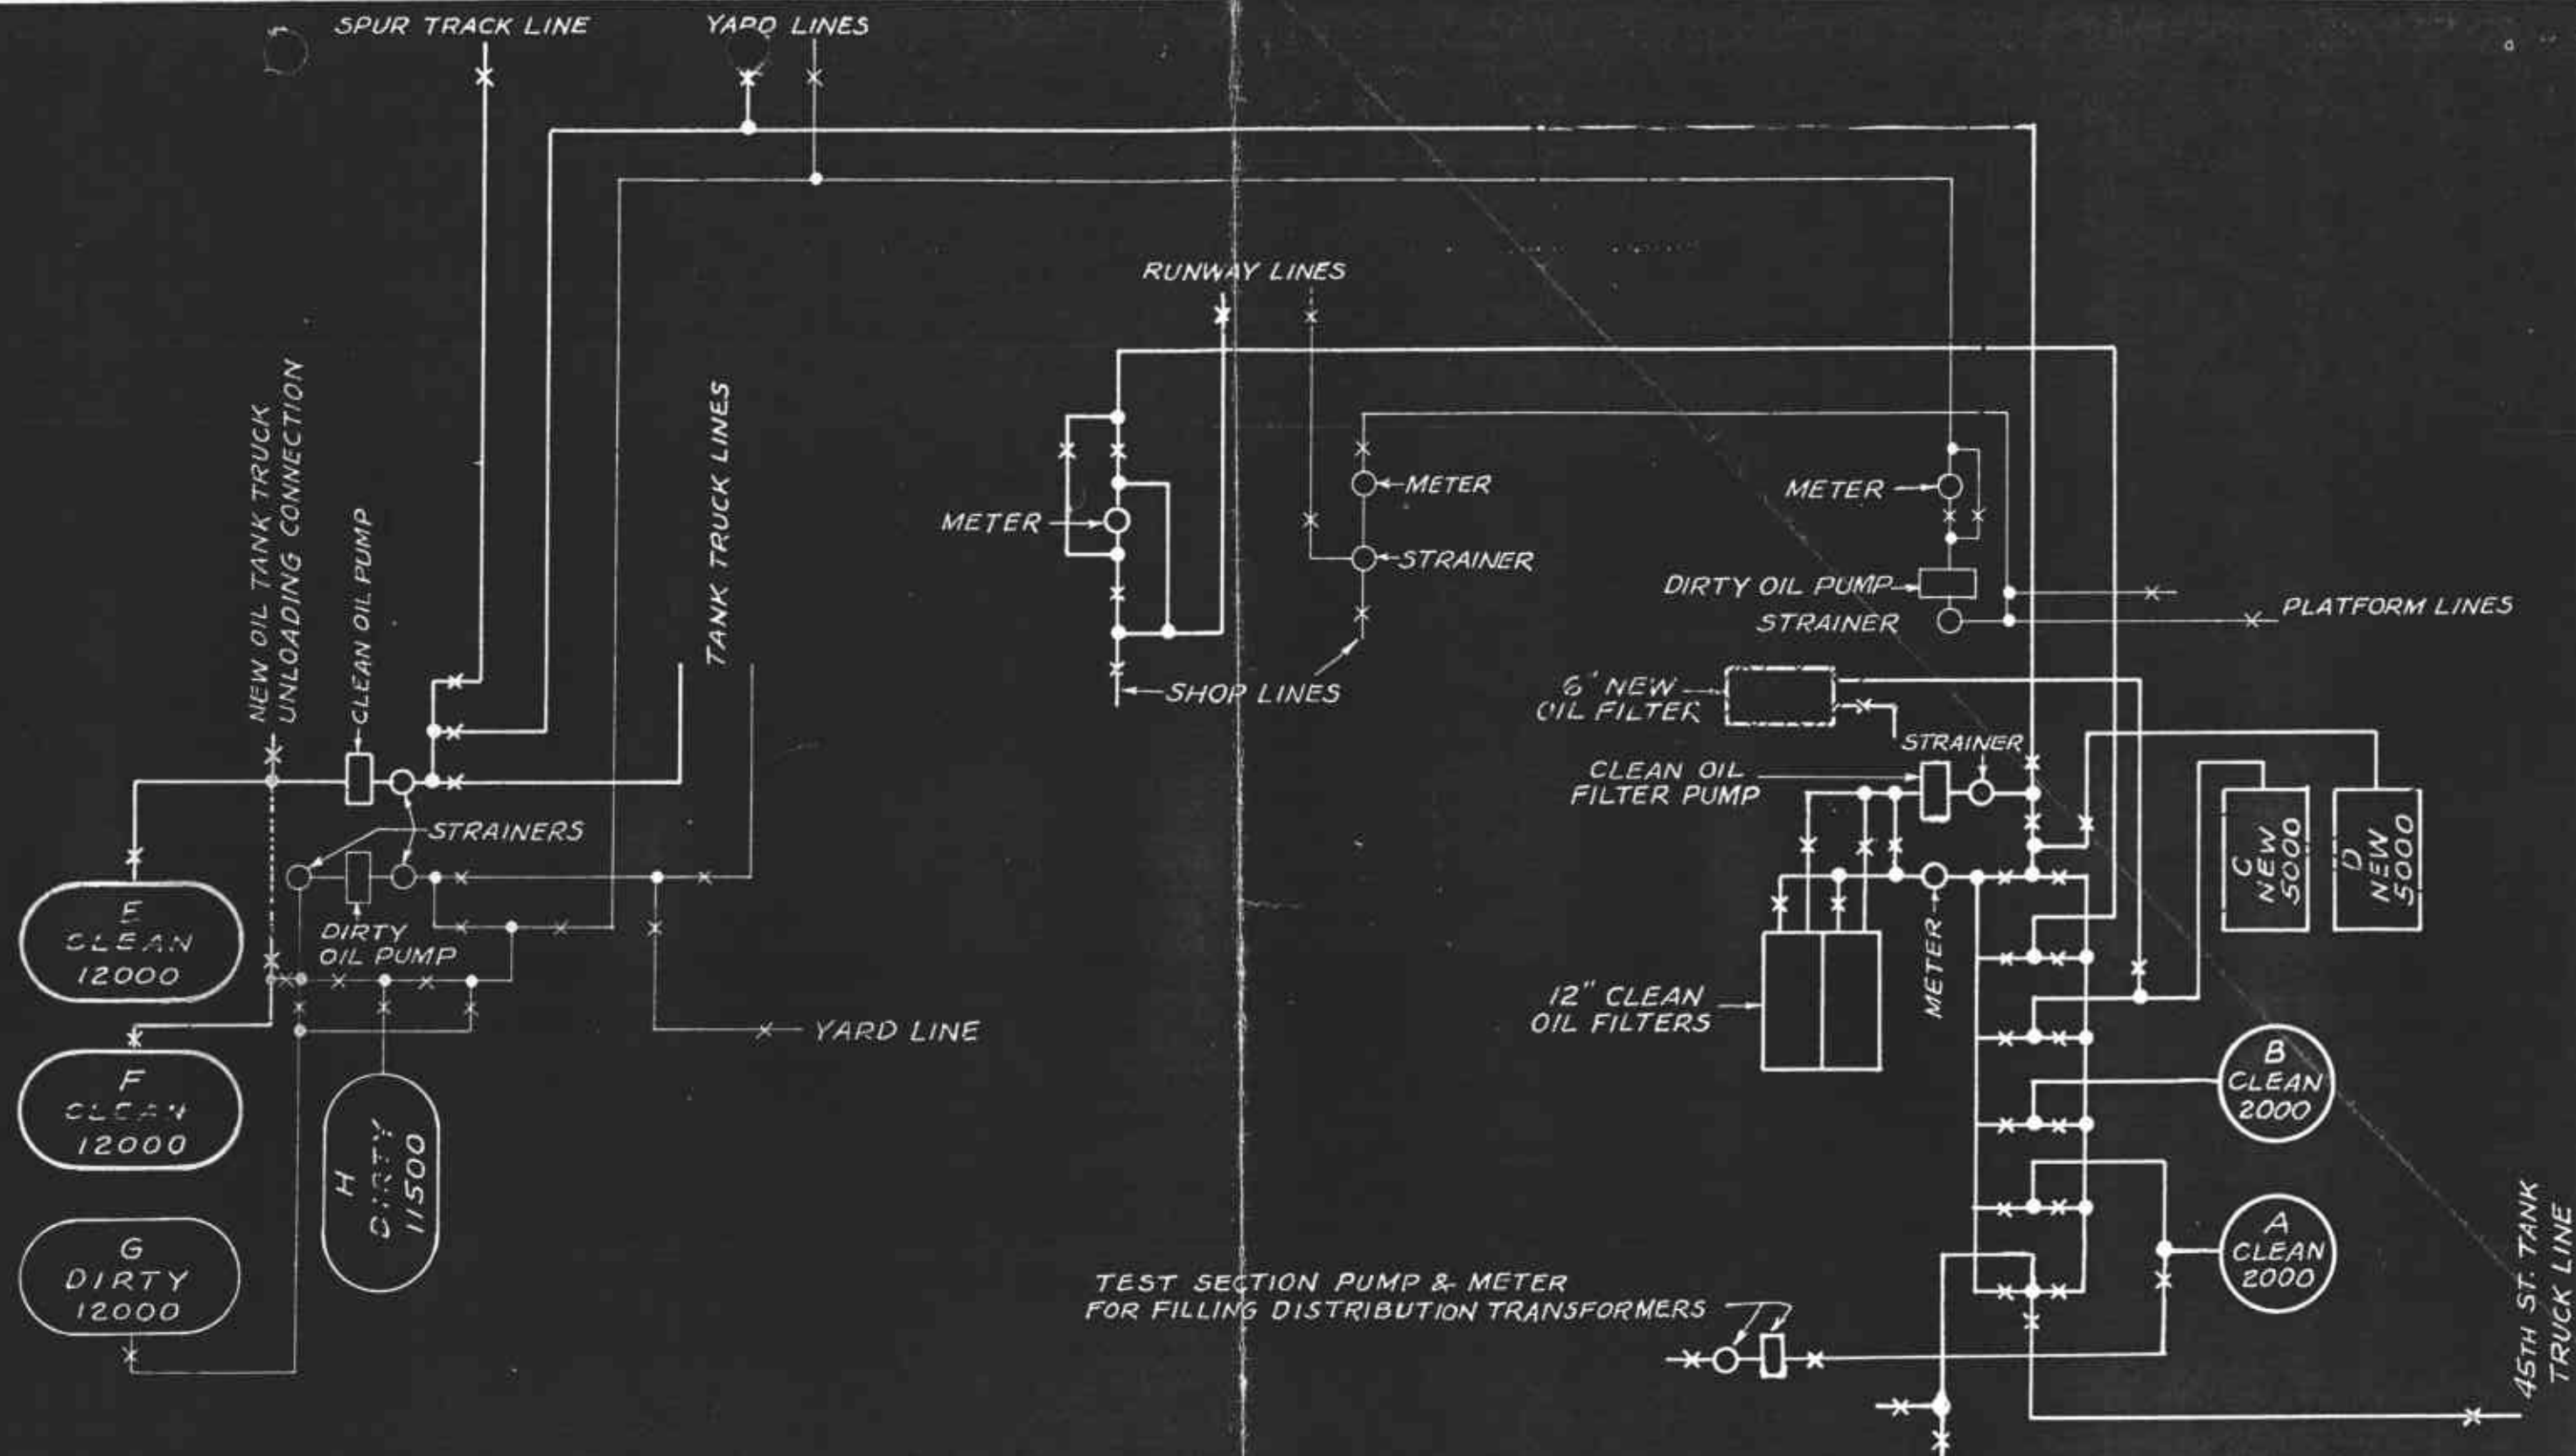 SPUR TRACK LINE
YARD LINES
RUNWAY LINES
NEW OIL TANK TRUCK
UNLOADING CONNECTION
CLEAN OIL PUMP
TANK TRUCK LINES
METER
METER
STRAINER
METER
DIRTY OIL PUMP
STRAINER
PLATFORM LINES
SHOP LINES
6" NEW
OIL FILTER
STRAINER
CLEAN OIL
FILTER PUMP
STRAINERS
DIRTY
OIL PUMP
E
CLEAN
12000
F
CLEAN
12000
G
DIRTY
12000
H
DIRTY
11500
YARD LINE
12" CLEAN
OIL FILTERS
METER
C
NEW
5000
D
NEW
5000
B
CLEAN
2000
A
CLEAN
2000
TEST SECTION PUMP & METER
FOR FILLING DISTRIBUTION TRANSFORMERS
45TH ST. TANK
TRUCK LINE